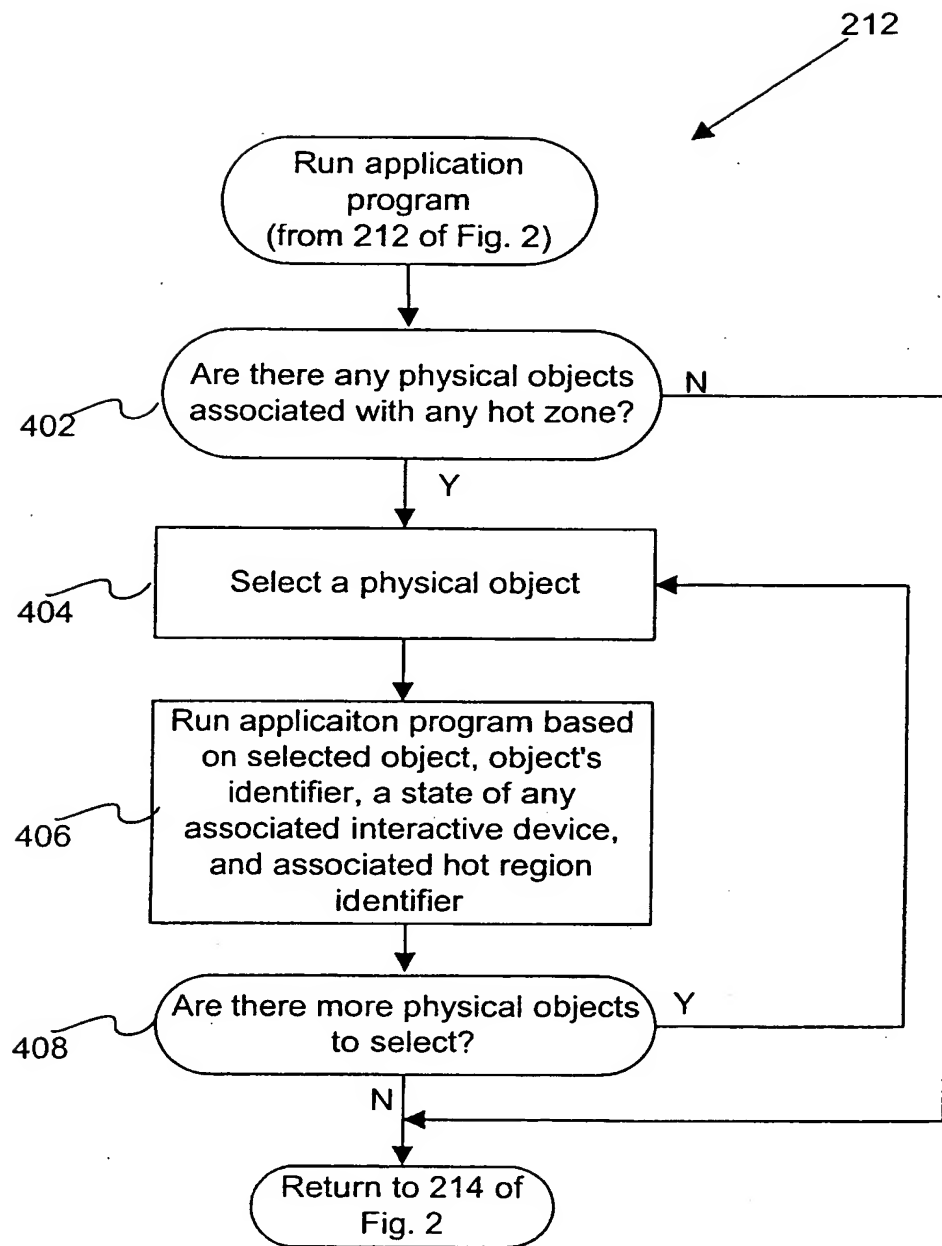 212
Run application
program
(from 212 of Fig. 2)
Are there any physical objects
associated with any hot zone?
N
402
Y
Select a physical object
404
Run applicaiton program based
on selected object, object's
identifier, a state of any
associated interactive device,
and associated hot region
identifier
406
Are there more physical objects
to select?
Y
408
N
Return to 214 of
Fig. 2